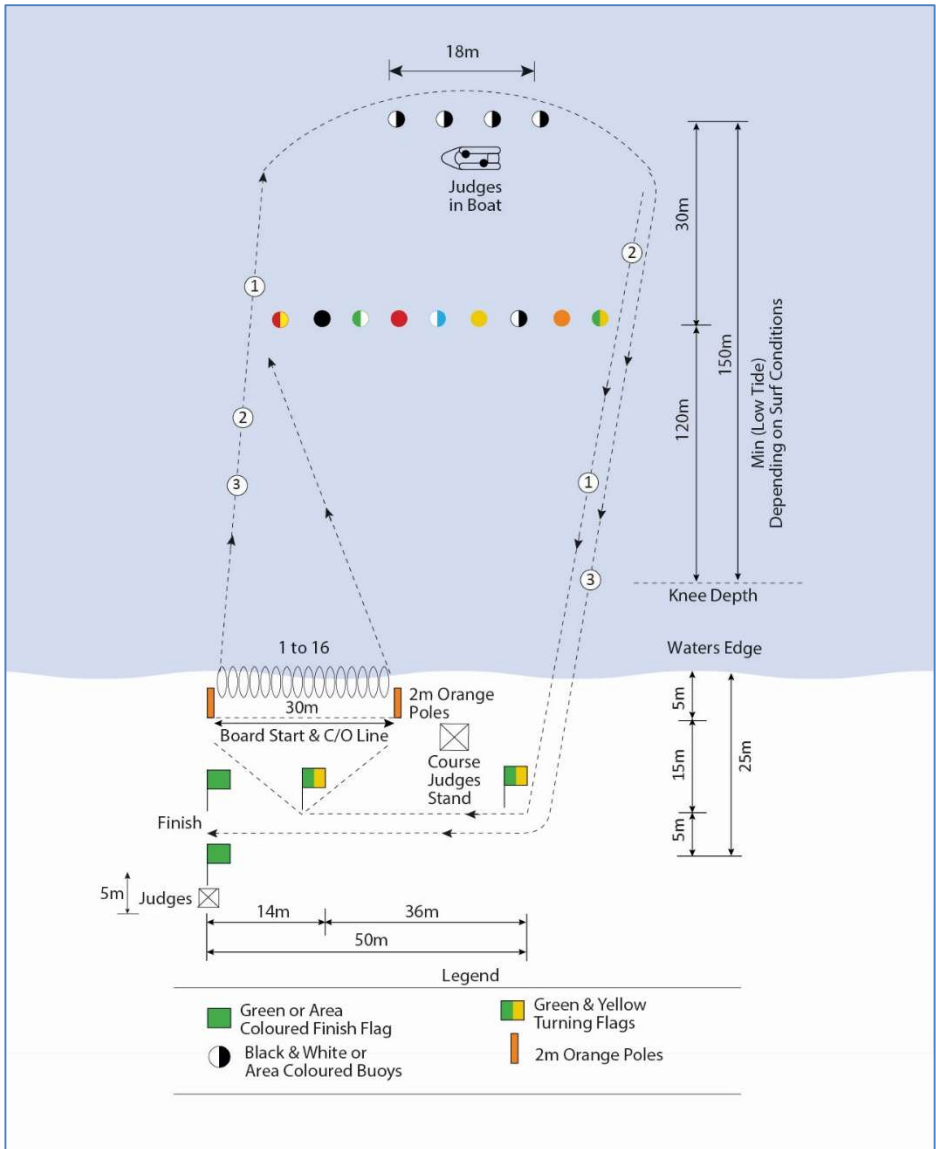 18m
Judges
in Boat
30m
2
1
150m
Min (Low Tide)
Depending on Surf Conditions
120m
2
3
1
3
Knee Depth
1 to 16
Waters Edge
2m Orange
Poles
30m
Board Start & C/O Line
5m
Course
Judges
Stand
15m
25m
Finish
5m
5m
Judges
14m
36m
50m
Legend
Green or Area
Coloured Finish Flag
Green & Yellow
Turning Flags
Black & White or
Area Coloured Buoys
2m Orange Poles